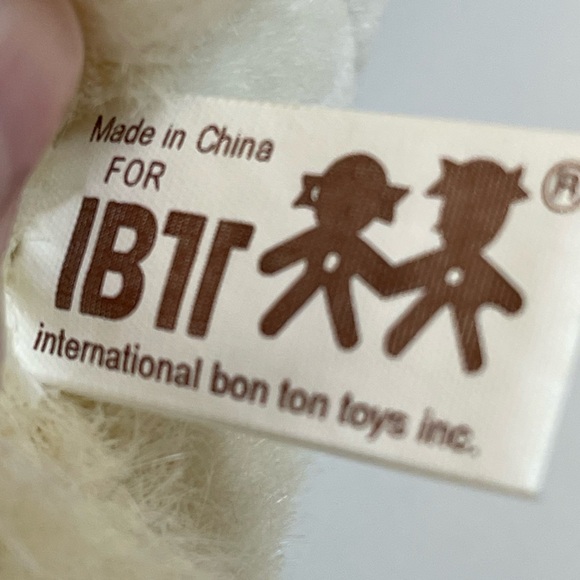 Made in China
FOR
IBTT
®
international bon ton toys inc.